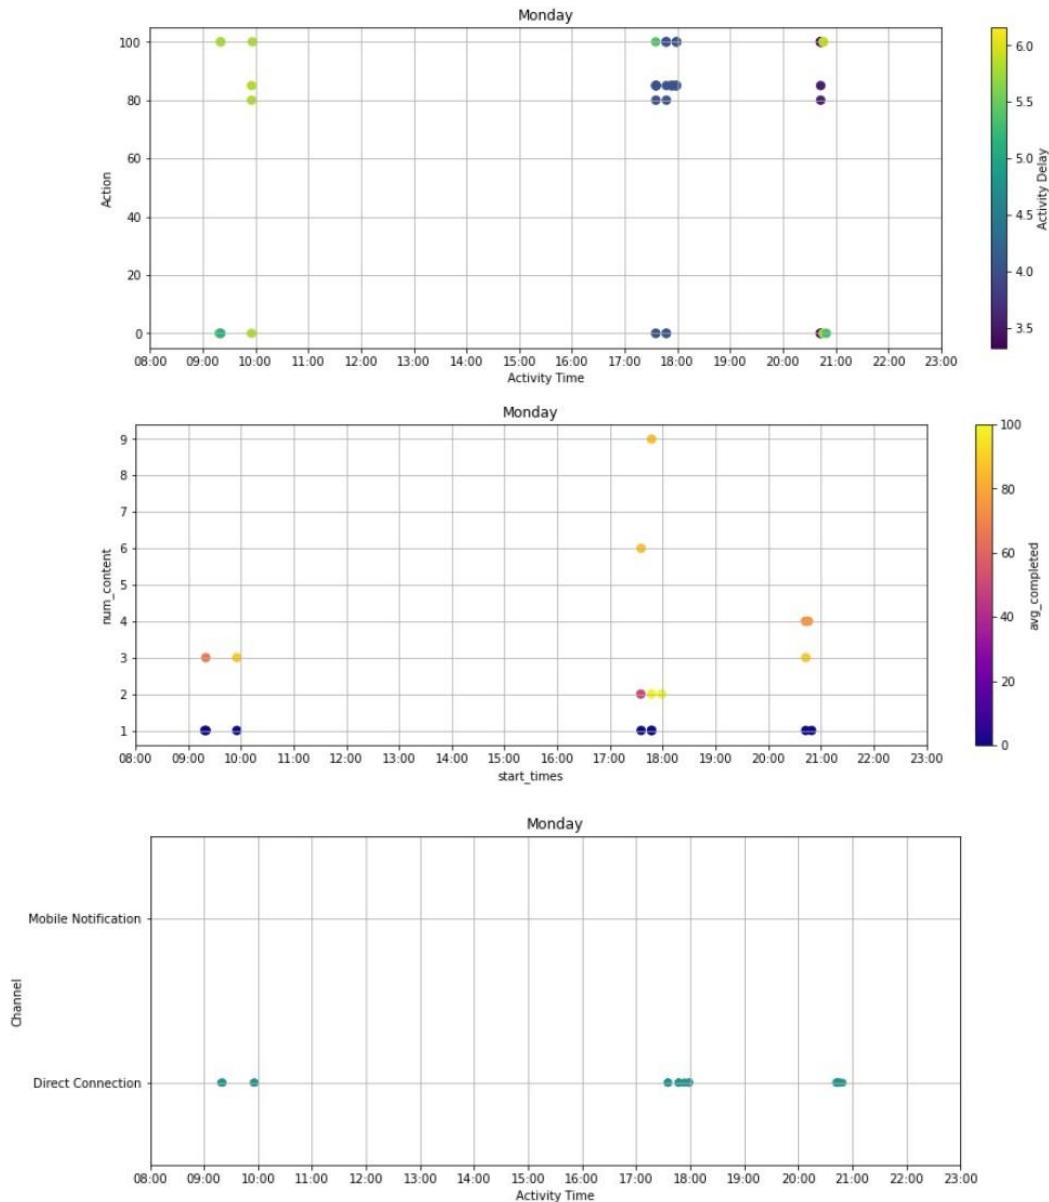 Monday
100
80
60
40
20
0
Action
08:00 09:00 10:00 11:00 12:00 13:00 14:00 15:00 16:00 17:00 18:00 19:00 20:00 21:00 22:00 23:00
Activity Time
6.0
5.5
5.0
4.5
4.0
3.5
Activity Delay
Monday
9
8
7
6
5
4
3
2
1
num_content
08:00 09:00 10:00 11:00 12:00 13:00 14:00 15:00 16:00 17:00 18:00 19:00 20:00 21:00 22:00 23:00
start_times
100
80
60
40
20
0
avg_completed
Monday
Mobile Notification
Direct Connection
Channel
08:00 09:00 10:00 11:00 12:00 13:00 14:00 15:00 16:00 17:00 18:00 19:00 20:00 21:00 22:00 23:00
Activity Time